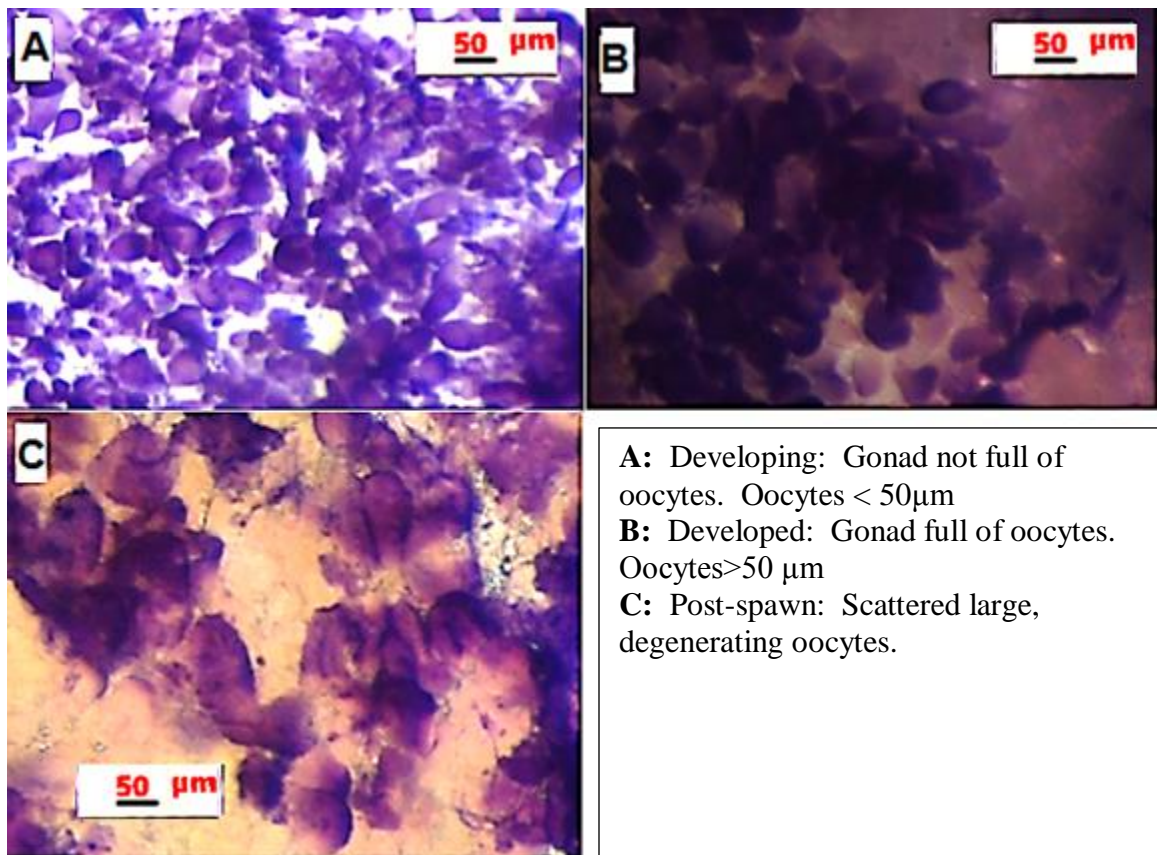 A
50 µm
B
50 µm
C
50 µm
A: Developing: Gonad not full of
oocytes. Oocytes < 50µm
B: Developed: Gonad full of oocytes.
Oocytes>50 µm
C: Post-spawn: Scattered large,
degenerating oocytes.